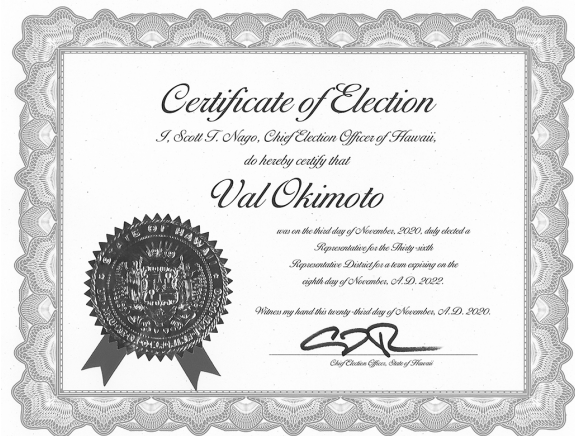 Certificate of Election
I, Scott T. Nago, Chief Election Officer of Hawaii,
do hereby certify that
Val Okimoto
was on the third day of November, 2020, duly elected a
Representative for the Thirty-sixth
Representative District for a term expiring on the
eighth day of November, A.D. 2022.
Witness my hand this twenty-third day of November, A.D. 2020.
Chief Election Officer, State of Hawaii
STATE OF HAWAII